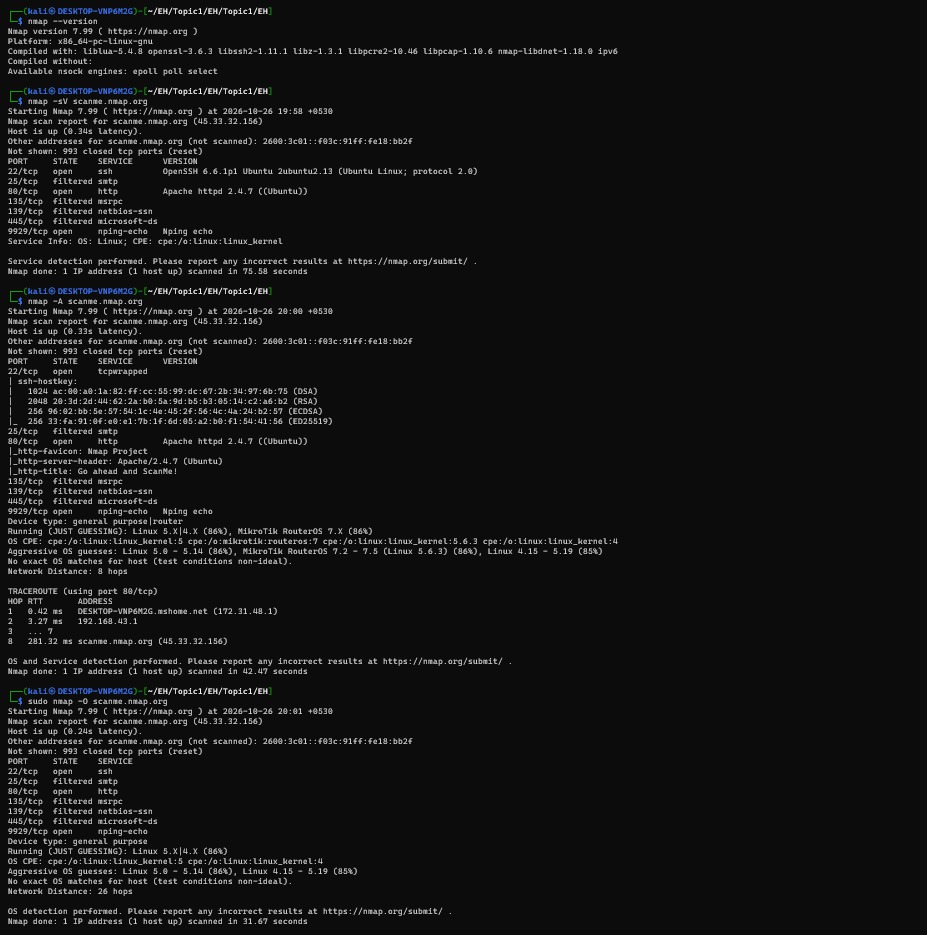 ┌──(kali㉿DESKTOP-VNP6M2G)-[~/EH/Topic1/EH/Topic1/EH]
└─$ nmap --version
Nmap version 7.99 ( https://nmap.org )
Platform: x86_64-pc-linux-gnu
Compiled with: liblua-5.4.8 openssl-3.6.3 libssh2-1.11.1 libz-1.3.1 libpcre2-10.46 libpcap-1.10.6 nmap-libdnet-1.18.0 ipv6
Compiled without:
Available nsock engines: epoll poll select

┌──(kali㉿DESKTOP-VNP6M2G)-[~/EH/Topic1/EH/Topic1/EH]
└─$ nmap -sV scanme.nmap.org
Starting Nmap 7.99 ( https://nmap.org ) at 2026-10-26 19:58 +0530
Nmap scan report for scanme.nmap.org (45.33.32.156)
Host is up (0.34s latency).
Other addresses for scanme.nmap.org (not scanned): 2600:3c01::f03c:91ff:fe18:bb2f
Not shown: 993 closed tcp ports (reset)
PORT     STATE    SERVICE      VERSION
22/tcp   open     ssh          OpenSSH 6.6.1p1 Ubuntu 2ubuntu2.13 (Ubuntu Linux; protocol 2.0)
25/tcp   filtered smtp
80/tcp   open     http         Apache httpd 2.4.7 ((Ubuntu))
135/tcp  filtered msrpc
139/tcp  filtered netbios-ssn
445/tcp  filtered microsoft-ds
9929/tcp open     nping-echo   Nping echo
Service Info: OS: Linux; CPE: cpe:/o:linux:linux_kernel

Service detection performed. Please report any incorrect results at https://nmap.org/submit/ .
Nmap done: 1 IP address (1 host up) scanned in 75.58 seconds

┌──(kali㉿DESKTOP-VNP6M2G)-[~/EH/Topic1/EH/Topic1/EH]
└─$ nmap -A scanme.nmap.org
Starting Nmap 7.99 ( https://nmap.org ) at 2026-10-26 20:00 +0530
Nmap scan report for scanme.nmap.org (45.33.32.156)
Host is up (0.33s latency).
Other addresses for scanme.nmap.org (not scanned): 2600:3c01::f03c:91ff:fe18:bb2f
Not shown: 993 closed tcp ports (reset)
PORT     STATE    SERVICE      VERSION
22/tcp   open     tcpwrapped
| ssh-hostkey:
|   1024 ac:00:a0:1a:82:ff:cc:55:99:dc:67:2b:34:97:6b:75 (DSA)
|   2048 20:3d:2d:44:62:2a:b0:5a:9d:b5:b3:05:14:c2:a6:b2 (RSA)
|   256 96:02:bb:5e:57:54:1c:4e:45:2f:56:4c:4a:24:b2:57 (ECDSA)
|_  256 33:fa:91:0f:e0:e1:7b:1f:6d:05:a2:b0:f1:54:41:56 (ED25519)
25/tcp   filtered smtp
80/tcp   open     http         Apache httpd 2.4.7 ((Ubuntu))
|_http-favicon: Nmap Project
|_http-server-header: Apache/2.4.7 (Ubuntu)
|_http-title: Go ahead and ScanMe!
135/tcp  filtered msrpc
139/tcp  filtered netbios-ssn
445/tcp  filtered microsoft-ds
9929/tcp open     nping-echo   Nping echo
Device type: general purpose|router
Running (JUST GUESSING): Linux 5.X|4.X (86%), MikroTik RouterOS 7.X (86%)
OS CPE: cpe:/o:linux:linux_kernel:5 cpe:/o:mikrotik:routeros:7 cpe:/o:linux:linux_kernel:5.6.3 cpe:/o:linux:linux_kernel:4
Aggressive OS guesses: Linux 5.0 - 5.14 (86%), MikroTik RouterOS 7.2 - 7.5 (Linux 5.6.3) (86%), Linux 4.15 - 5.19 (85%)
No exact OS matches for host (test conditions non-ideal).
Network Distance: 8 hops

TRACEROUTE (using port 80/tcp)
HOP RTT       ADDRESS
1   0.42 ms   DESKTOP-VNP6M2G.mshome.net (172.31.48.1)
2   3.27 ms   192.168.43.1
3   ... 7
8   281.32 ms scanme.nmap.org (45.33.32.156)

OS and Service detection performed. Please report any incorrect results at https://nmap.org/submit/ .
Nmap done: 1 IP address (1 host up) scanned in 42.47 seconds

┌──(kali㉿DESKTOP-VNP6M2G)-[~/EH/Topic1/EH/Topic1/EH]
└─$ sudo nmap -O scanme.nmap.org
Starting Nmap 7.99 ( https://nmap.org ) at 2026-10-26 20:01 +0530
Nmap scan report for scanme.nmap.org (45.33.32.156)
Host is up (0.24s latency).
Other addresses for scanme.nmap.org (not scanned): 2600:3c01::f03c:91ff:fe18:bb2f
Not shown: 993 closed tcp ports (reset)
PORT     STATE    SERVICE
22/tcp   open     ssh
25/tcp   filtered smtp
80/tcp   open     http
135/tcp  filtered msrpc
139/tcp  filtered netbios-ssn
445/tcp  filtered microsoft-ds
9929/tcp open     nping-echo
Device type: general purpose
Running (JUST GUESSING): Linux 5.X|4.X (86%)
OS CPE: cpe:/o:linux:linux_kernel:5 cpe:/o:linux:linux_kernel:4
Aggressive OS guesses: Linux 5.0 - 5.14 (86%), Linux 4.15 - 5.19 (85%)
No exact OS matches for host (test conditions non-ideal).
Network Distance: 26 hops

OS detection performed. Please report any incorrect results at https://nmap.org/submit/ .
Nmap done: 1 IP address (1 host up) scanned in 31.67 seconds